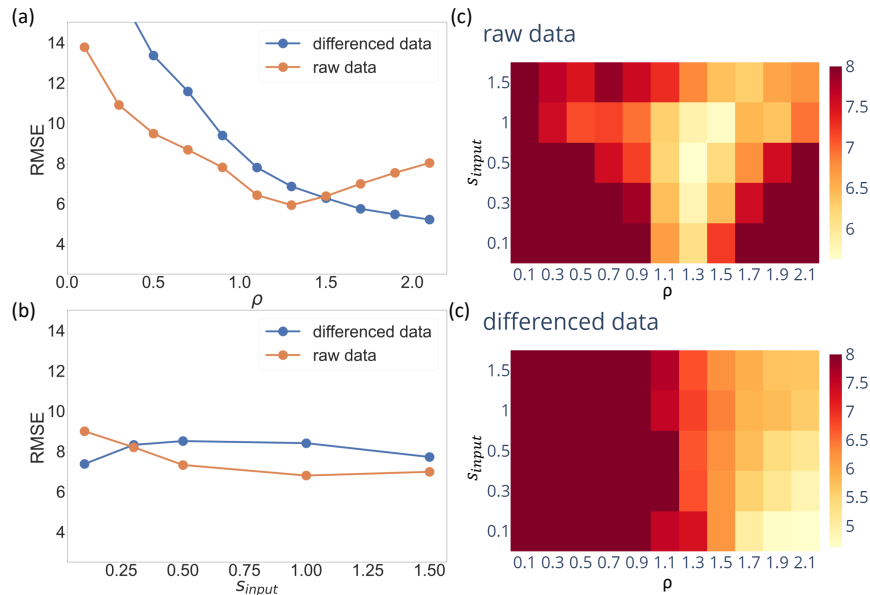 (a)
14
12
10
8
6
4
RMSE
differenced data
raw data
0.0 0.5 1.0 1.5 2.0
ρ
(b)
14
12
10
8
6
4
RMSE
differenced data
raw data
0.25 0.50 0.75 1.00 1.25 1.50
s_input
(c)
raw data
1.5
1
0.5
0.3
0.1
s_input
0.1 0.3 0.5 0.7 0.9 1.1 1.3 1.5 1.7 1.9 2.1
ρ
8
7.5
7
6.5
6
(c)
differenced data
1.5
1
0.5
0.3
0.1
s_input
0.1 0.3 0.5 0.7 0.9 1.1 1.3 1.5 1.7 1.9 2.1
ρ
8
7.5
7
6.5
6
5.5
5